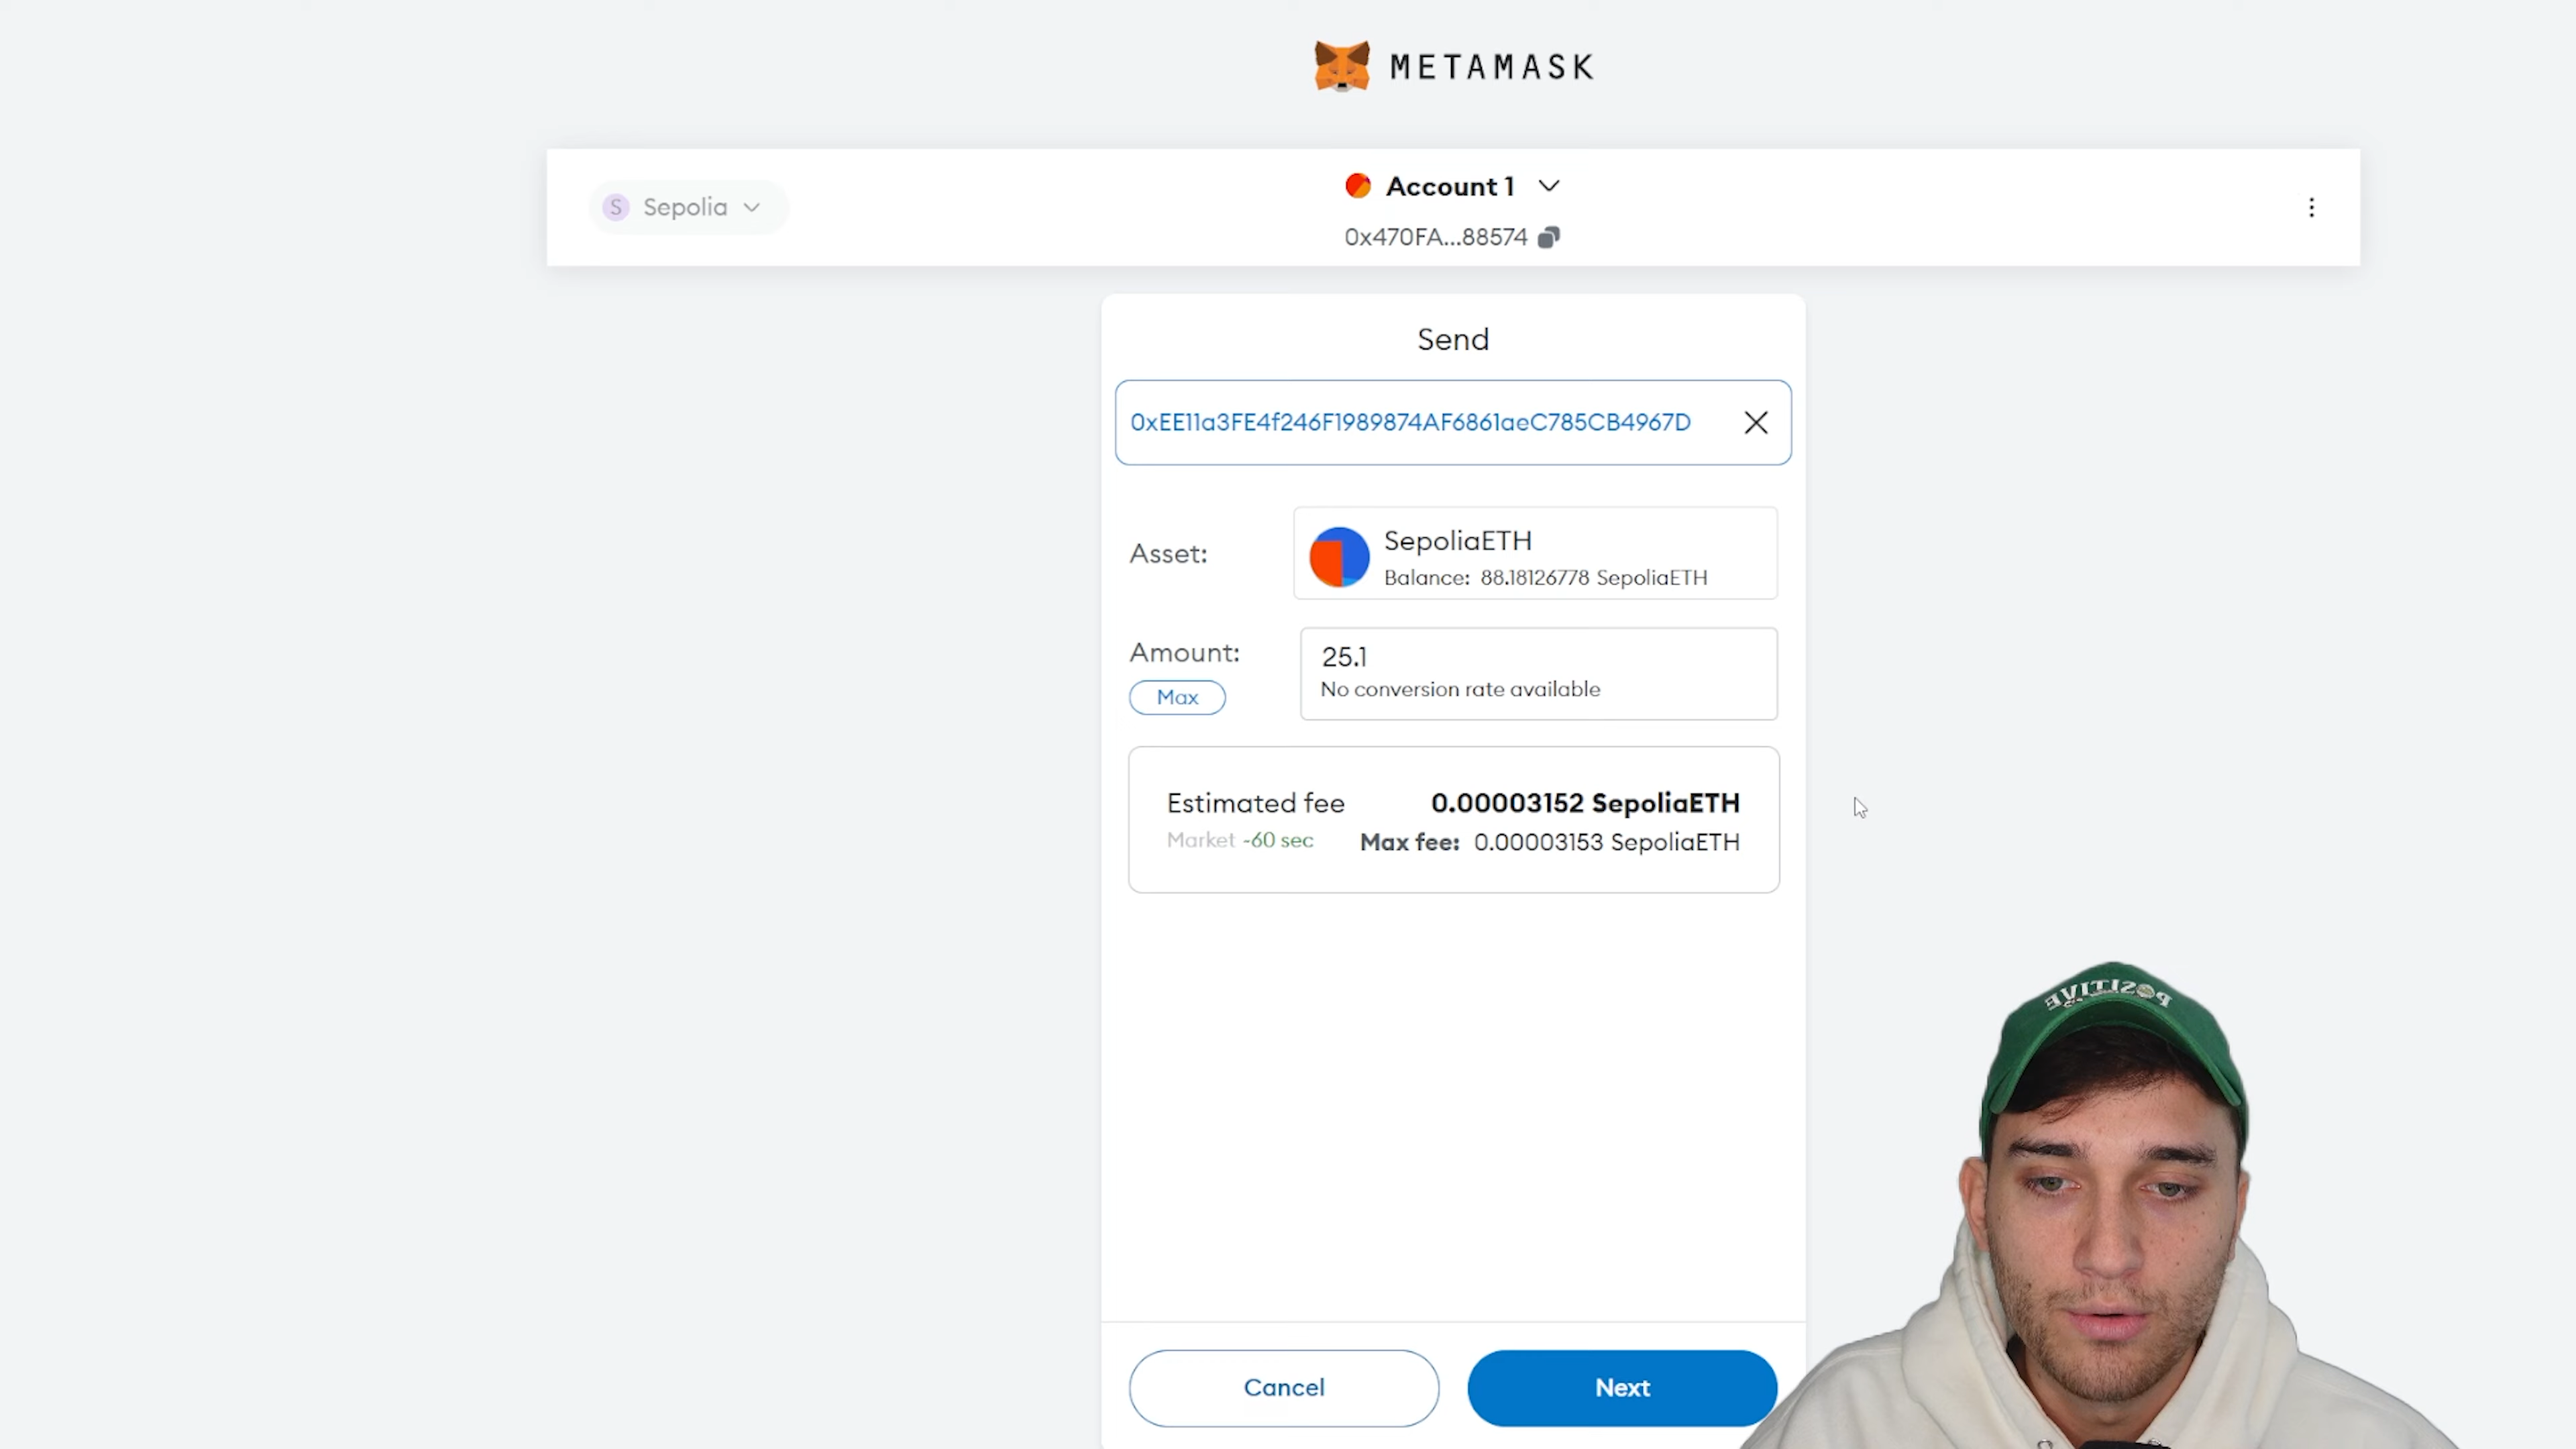 METAMASK
S Sepolia
Account 1
0x470FA...88574
Send
0xEE11a3FE4f246F1989874AF6861aeC785CB4967D
Asset:
SepoliaETH
Balance: 88.18126778 SepoliaETH
Amount:
Max
25.1
No conversion rate available
Estimated fee
0.00003152 SepoliaETH
Market ~60 sec
Max fee: 0.00003153 SepoliaETH
Cancel
Next
POSITIVE